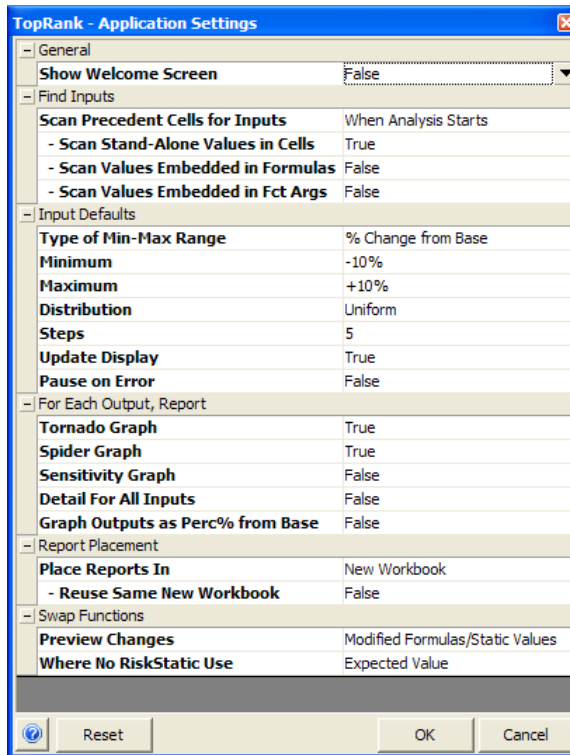 TopRank - Application Settings
General
Show Welcome Screen False
Find Inputs
Scan Precedent Cells for Inputs When Analysis Starts
- Scan Stand-Alone Values in Cells True
- Scan Values Embedded in Formulas False
- Scan Values Embedded in Fct Args False
Input Defaults
Type of Min-Max Range % Change from Base
Minimum -10%
Maximum +10%
Distribution Uniform
Steps 5
Update Display True
Pause on Error False
For Each Output, Report
Tornado Graph True
Spider Graph True
Sensitivity Graph False
Detail For All Inputs False
Graph Outputs as Perc% from Base False
Report Placement
Place Reports In New Workbook
- Reuse Same New Workbook False
Swap Functions
Preview Changes Modified Formulas/Static Values
Where No RiskStatic Use Expected Value
? Reset OK Cancel